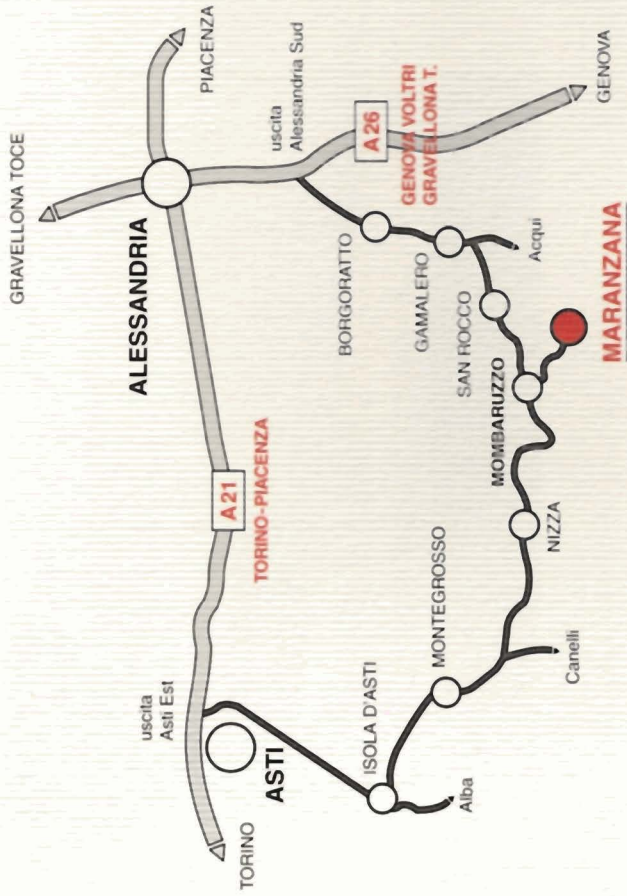 GRAVELLONA TOCE
PIACENZA
ALESSANDRIA
uscita
Alessandria Sud
A26
GENOVA VOLTRI
GRAVELLONA T.
GENOVA
A21
TORINO-PIACENZA
uscita
Asti Est
TORINO
ASTI
BORGORATTO
GAMALERO
Acqui
SAN ROCCO
MOMBARUZZO
MARANZANA
NIZZA
MONTEGROSSO
Canelli
ISOLA D'ASTI
Alba